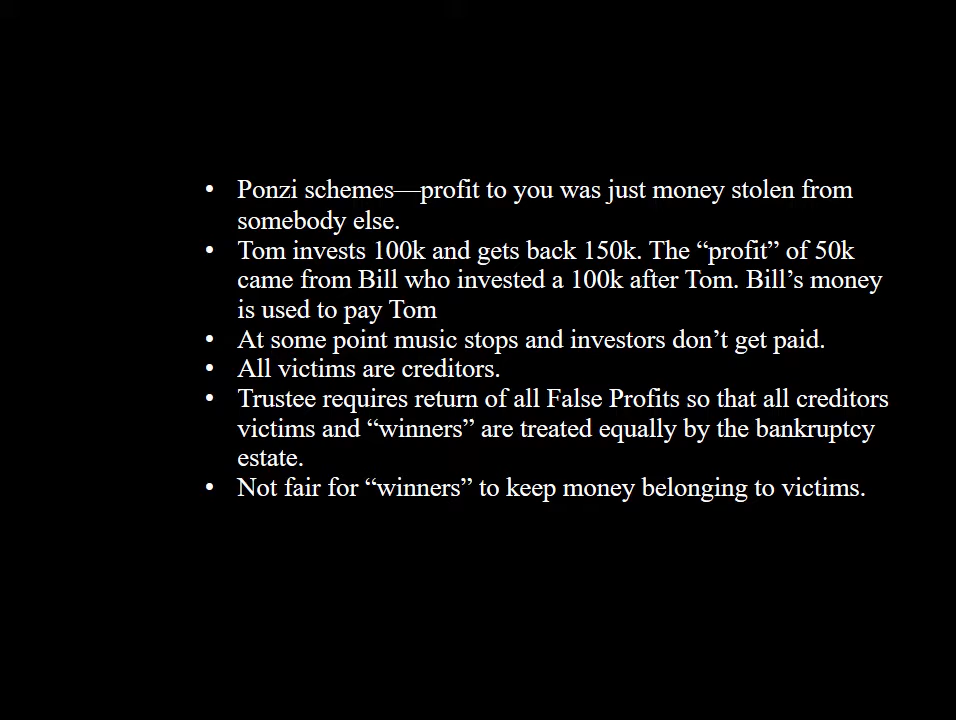 • Ponzi schemes—profit to you was just money stolen from
somebody else.
• Tom invests 100k and gets back 150k. The “profit” of 50k
came from Bill who invested a 100k after Tom. Bill’s money
is used to pay Tom
• At some point music stops and investors don’t get paid.
• All victims are creditors.
• Trustee requires return of all False Profits so that all creditors
victims and “winners” are treated equally by the bankruptcy
estate.
• Not fair for “winners” to keep money belonging to victims.